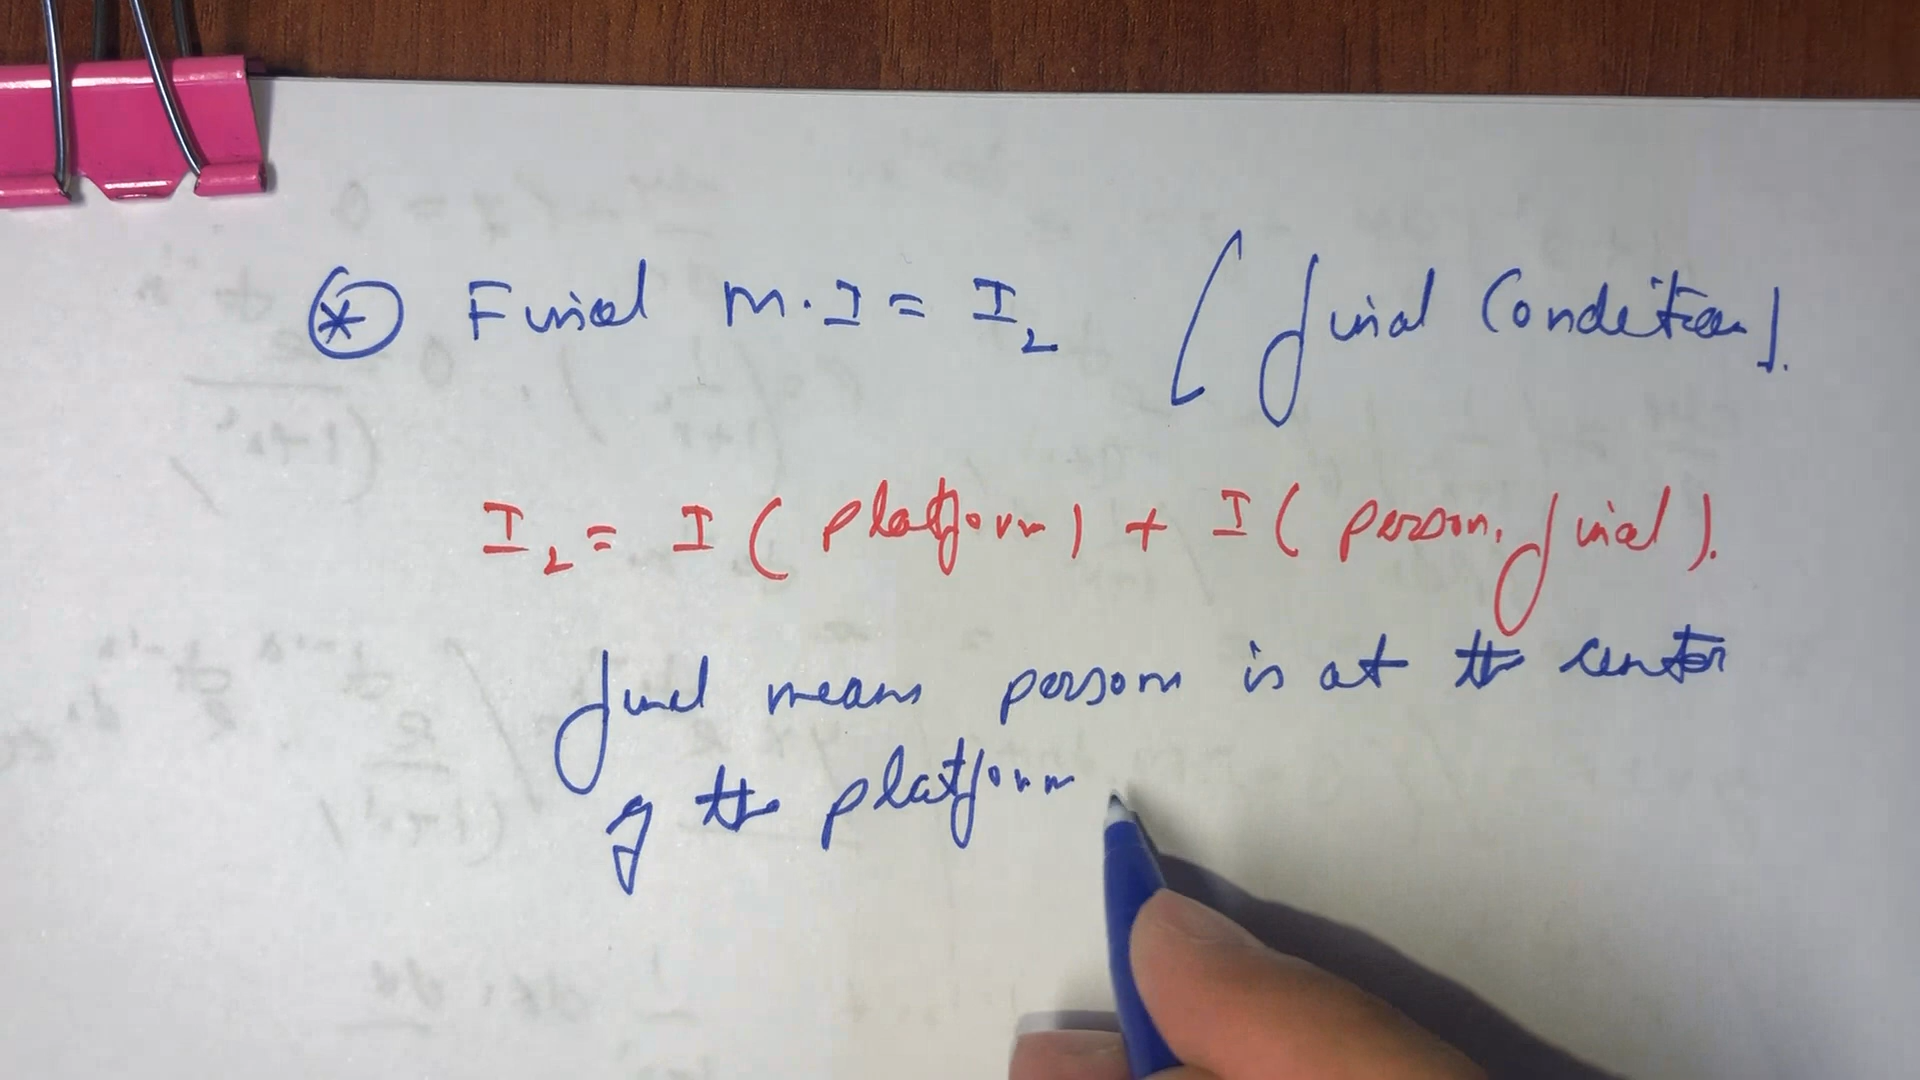 * Final M.I = I₂ [final condition].
I₂ = I (platform) + I (person, final).
final means person is at the center
of the platform